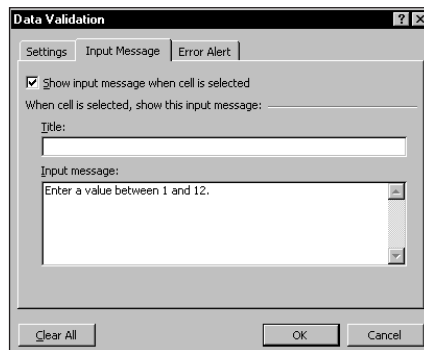 Data Validation
Settings Input Message Error Alert
Show input message when cell is selected
When cell is selected, show this input message:
Title:
Input message:
Enter a value between 1 and 12.
Clear All OK Cancel